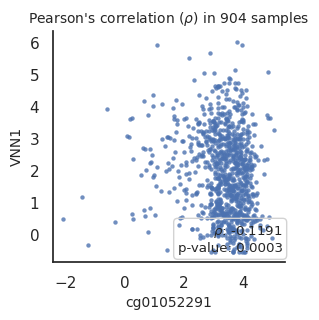 Pearson's correlation (ρ) in 904 samples
6
5
4
3
2
1
0
VNN1
ρ: -0.1191
p-value: 0.0003
−2
0
2
4
cg01052291